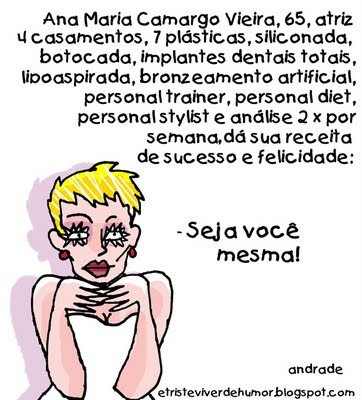 Ana Maria Camargo Vieira, 65, atriz
4 casamentos, 7 plásticas, siliconada,
botocada, implantes dentais totais,
lipoaspirada, bronzeamento artificial,
personal trainer, personal diet,
personal stylist e análise 2 x por
semana,dá sua receita
de sucesso e felicidade:
- Seja você
mesma!
andrade
etristeviverdehumor.blogspot.com